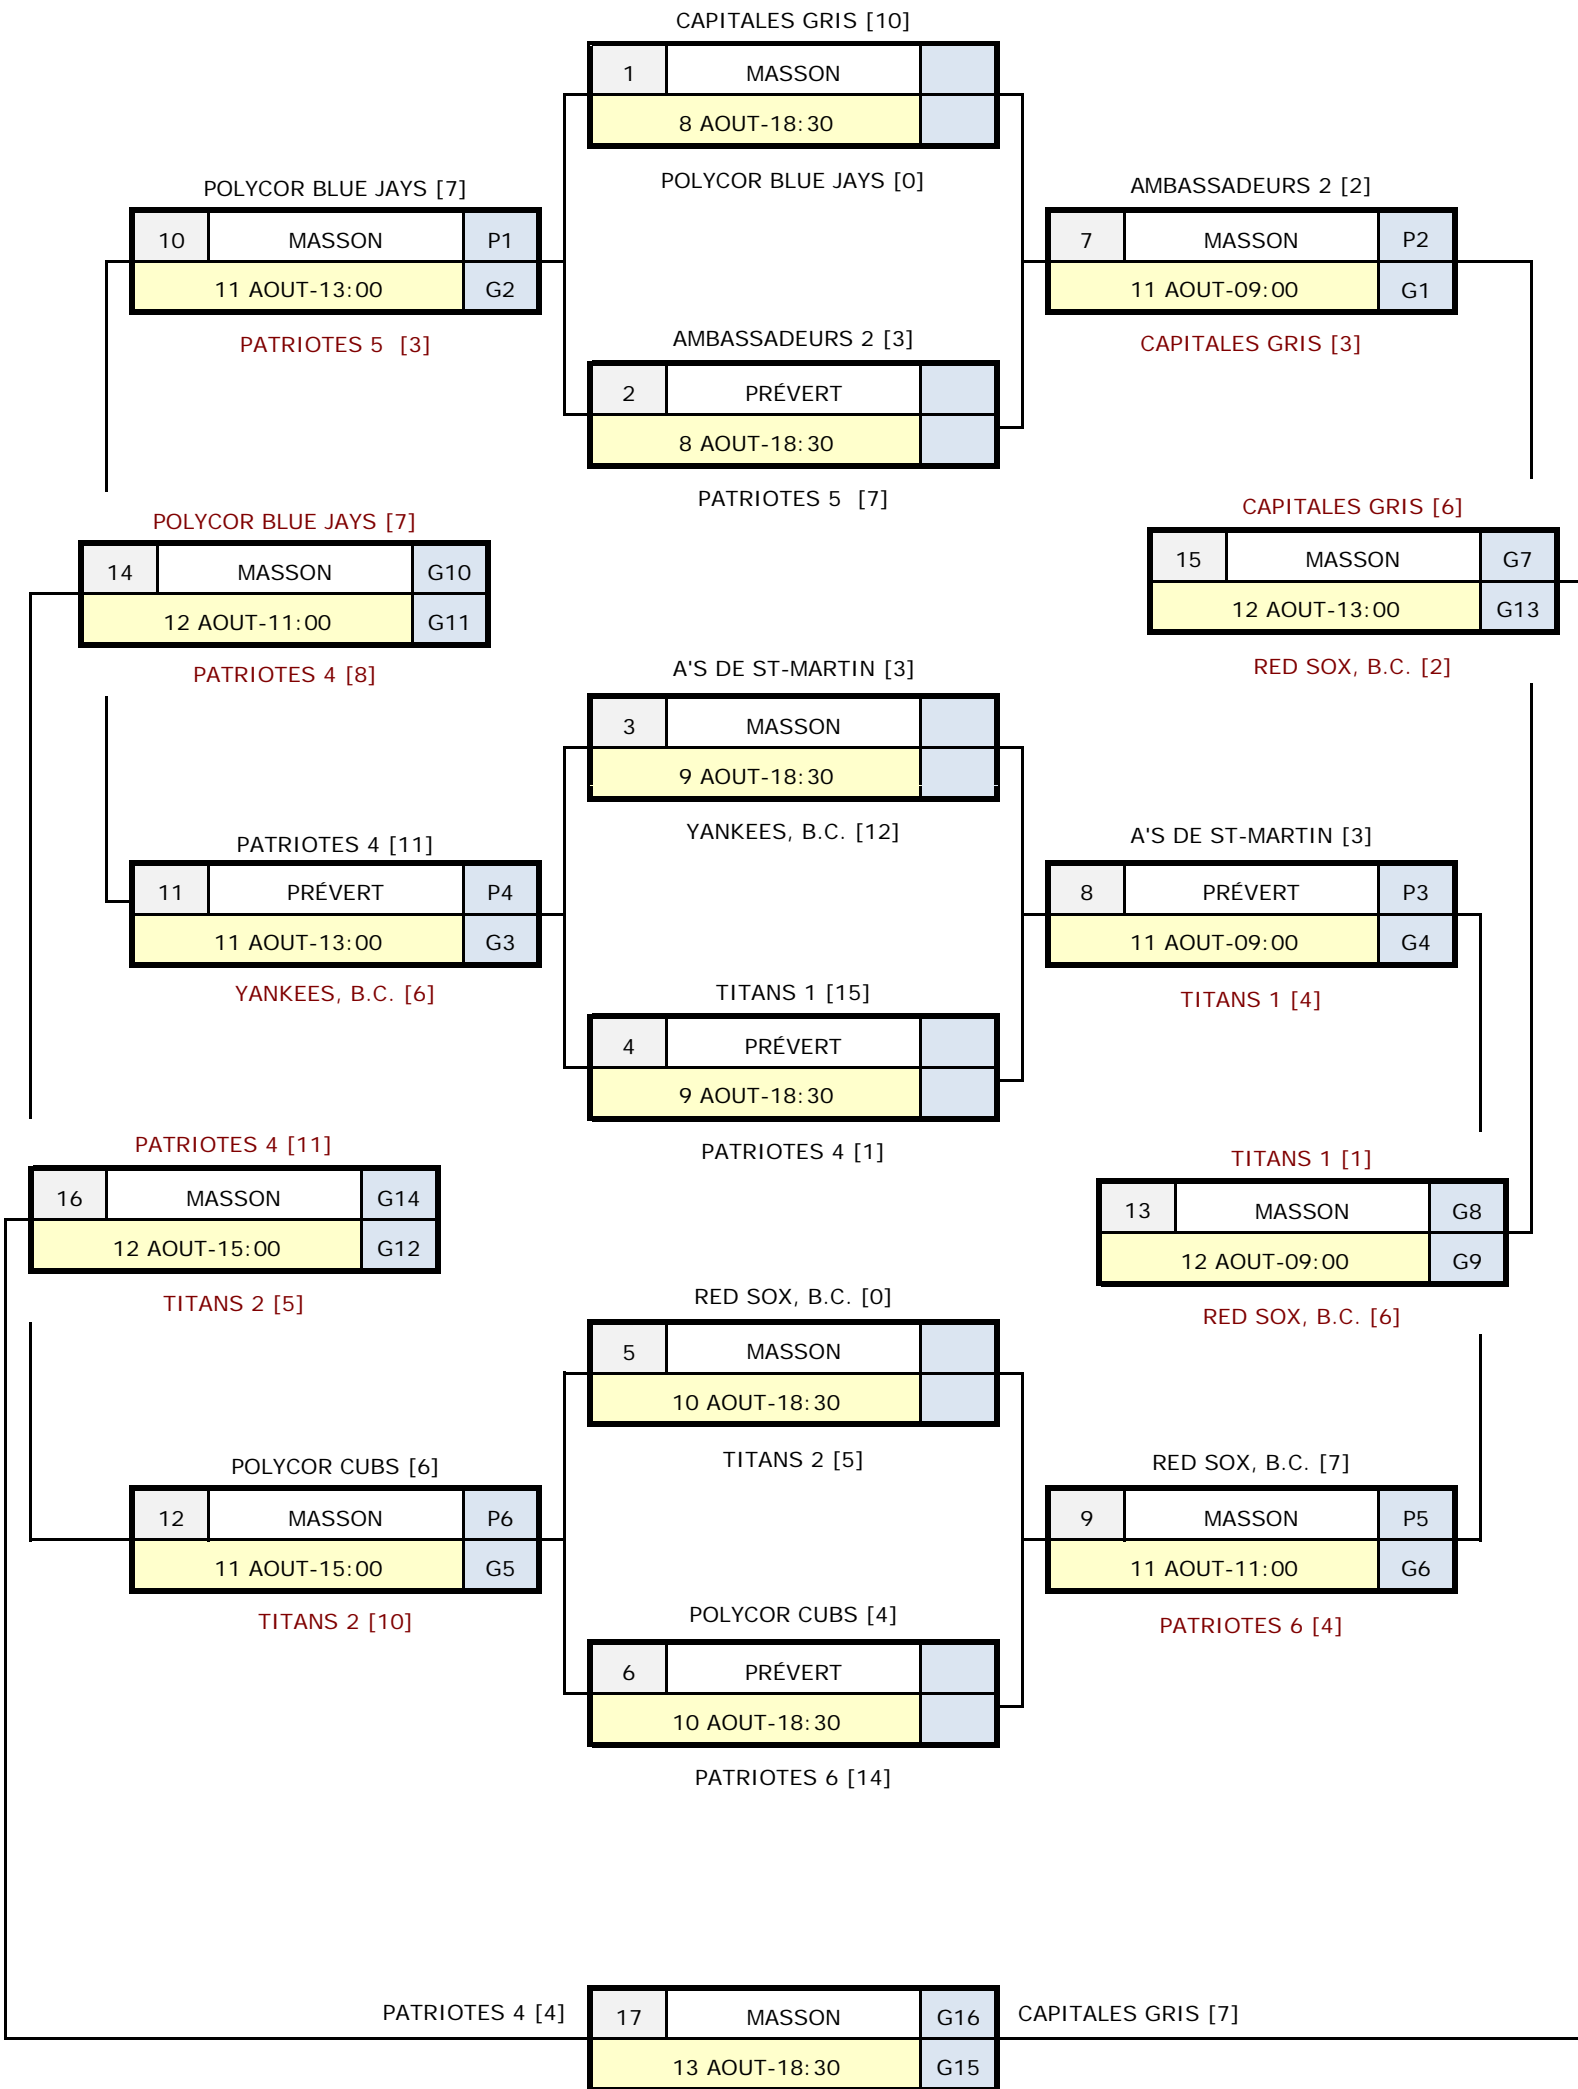 CAPITALES GRIS [10]
1 MASSON
8 AOUT-18:30
POLYCOR BLUE JAYS [0]
POLYCOR BLUE JAYS [7]
10 MASSON P1
11 AOUT-13:00 G2
PATRIOTES 5 [3]
AMBASSADEURS 2 [2]
7 MASSON P2
11 AOUT-09:00 G1
CAPITALES GRIS [3]
AMBASSADEURS 2 [3]
2 PRÉVERT
8 AOUT-18:30
PATRIOTES 5 [7]
POLYCOR BLUE JAYS [7]
14 MASSON G10
12 AOUT-11:00 G11
PATRIOTES 4 [8]
CAPITALES GRIS [6]
15 MASSON G7
12 AOUT-13:00 G13
RED SOX, B.C. [2]
A'S DE ST-MARTIN [3]
3 MASSON
9 AOUT-18:30
YANKEES, B.C. [12]
PATRIOTES 4 [11]
11 PRÉVERT P4
11 AOUT-13:00 G3
YANKEES, B.C. [6]
A'S DE ST-MARTIN [3]
8 PRÉVERT P3
11 AOUT-09:00 G4
TITANS 1 [4]
TITANS 1 [15]
4 PRÉVERT
9 AOUT-18:30
PATRIOTES 4 [1]
PATRIOTES 4 [11]
16 MASSON G14
12 AOUT-15:00 G12
TITANS 2 [5]
TITANS 1 [1]
13 MASSON G8
12 AOUT-09:00 G9
RED SOX, B.C. [6]
RED SOX, B.C. [0]
5 MASSON
10 AOUT-18:30
TITANS 2 [5]
POLYCOR CUBS [6]
12 MASSON P6
11 AOUT-15:00 G5
TITANS 2 [10]
RED SOX, B.C. [7]
9 MASSON P5
11 AOUT-11:00 G6
PATRIOTES 6 [4]
POLYCOR CUBS [4]
6 PRÉVERT
10 AOUT-18:30
PATRIOTES 6 [14]
PATRIOTES 4 [4] 17 MASSON G16 CAPITALES GRIS [7]
13 AOUT-18:30 G15